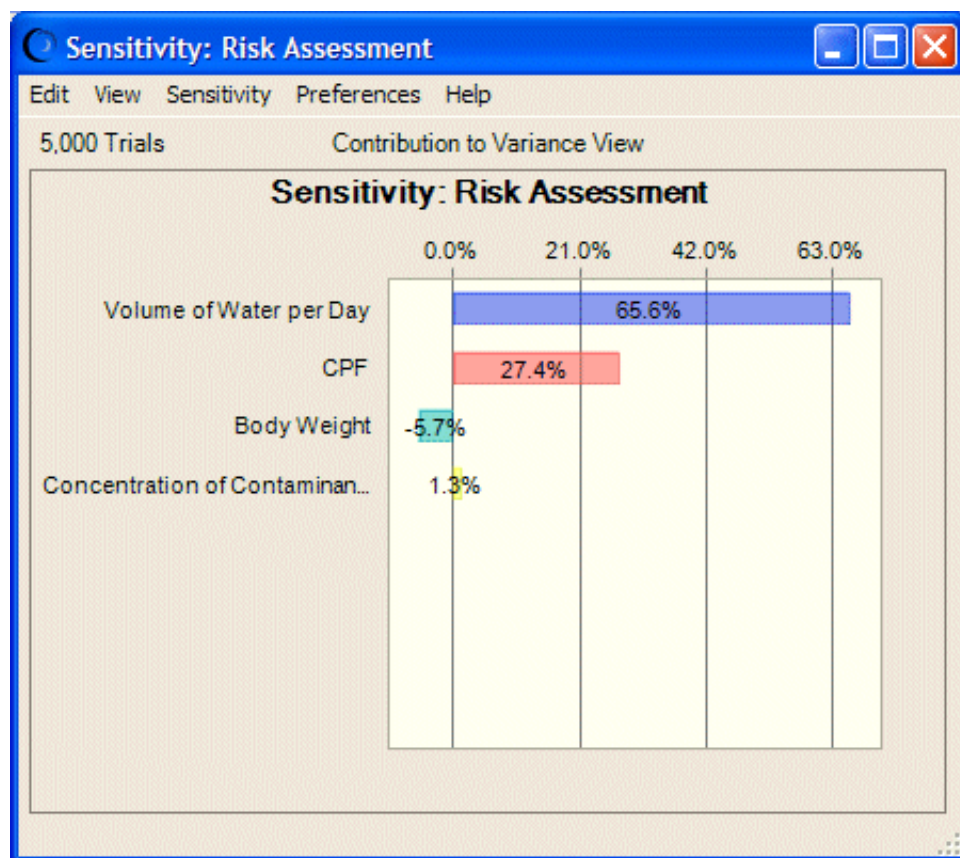 Sensitivity: Risk Assessment
Edit View Sensitivity Preferences Help
5,000 Trials Contribution to Variance View
Sensitivity: Risk Assessment
0.0% 21.0% 42.0% 63.0%
Volume of Water per Day 65.6%
CPF 27.4%
Body Weight -5.7%
Concentration of Contaminan... 1.3%